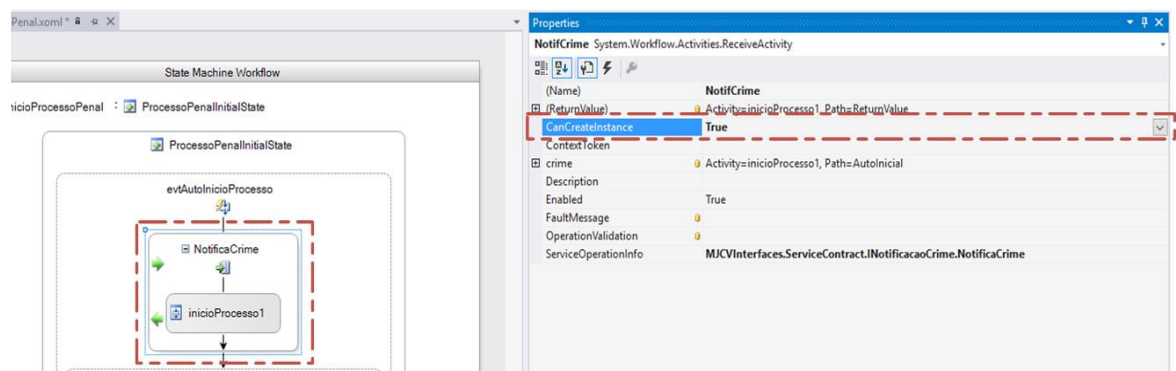 Penal.xoml*
State Machine Workflow
nicioProcessoPenal : ProcessoPenalInitialState
ProcessoPenalInitialState
evtAutoInicioProcesso
NotificaCrime
inicioProcesso1
Properties
NotifCrime System.Workflow.Activities.ReceiveActivity
(Name) NotifCrime
(ReturnValue) Activity=inicioProcesso1, Path=ReturnValue
CanCreateInstance True
ContextToken
crime Activity=inicioProcesso1, Path=AutoInicial
Description
Enabled True
FaultMessage
OperationValidation
ServiceOperationInfo MJCVInterfaces.ServiceContract.INotificacaoCrime.NotificaCrime